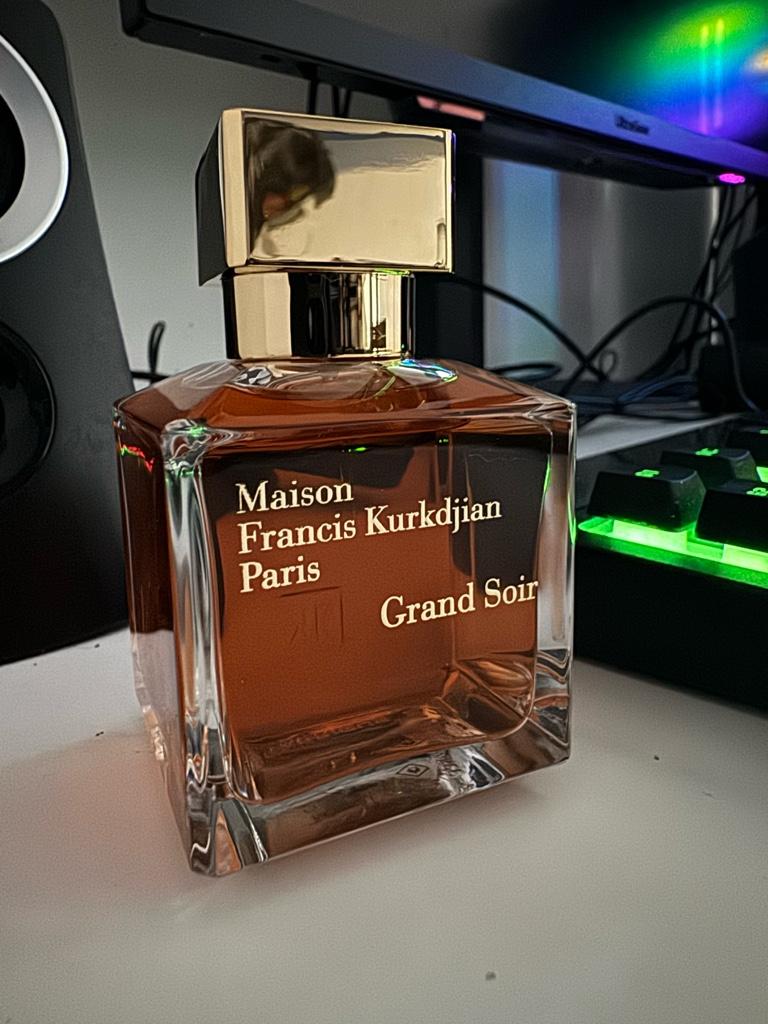 Maison
Francis Kurkdjian
Paris
Grand Soir